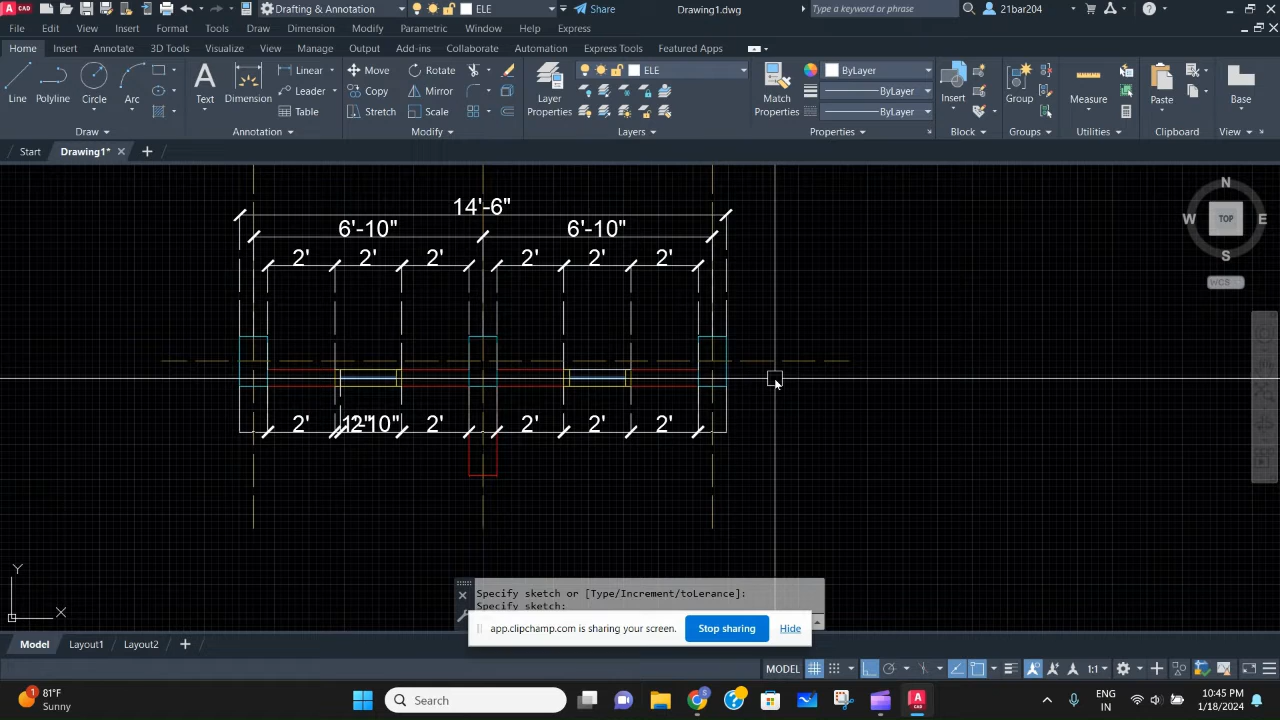 Drafting & Annotation
ELE
Share
Drawing1.dwg
Type a keyword or phrase
21bar204
File Edit View Insert Format Tools Draw Dimension Modify Parametric Window Help Express
Home Insert Annotate 3D Tools Visualize View Manage Output Add-ins Collaborate Automation Express Tools Featured Apps
Line Polyline Circle Arc
Text Dimension
Linear
Leader
Table
Move Rotate
Copy Mirror
Stretch Scale
Layer
Properties
ELE
Match
Properties
ByLayer
ByLayer
ByLayer
Insert
Group
Measure
Paste
Base
Draw Annotation Modify Layers Properties Block Groups Utilities Clipboard View
Start Drawing1*
14'-6"
6'-10" 6'-10"
2' 2' 2' 2' 2' 2'
2' 2' 2' 2' 2'
N
W TOP E
S
WCS
Y
X
Specify sketch or [Type/Increment/toLerance]:
Specify sketch:
app.clipchamp.com is sharing your screen. Stop sharing Hide
Model Layout1 Layout2
MODEL 1:1
81°F
Sunny
Search
IN
10:45 PM
1/18/2024